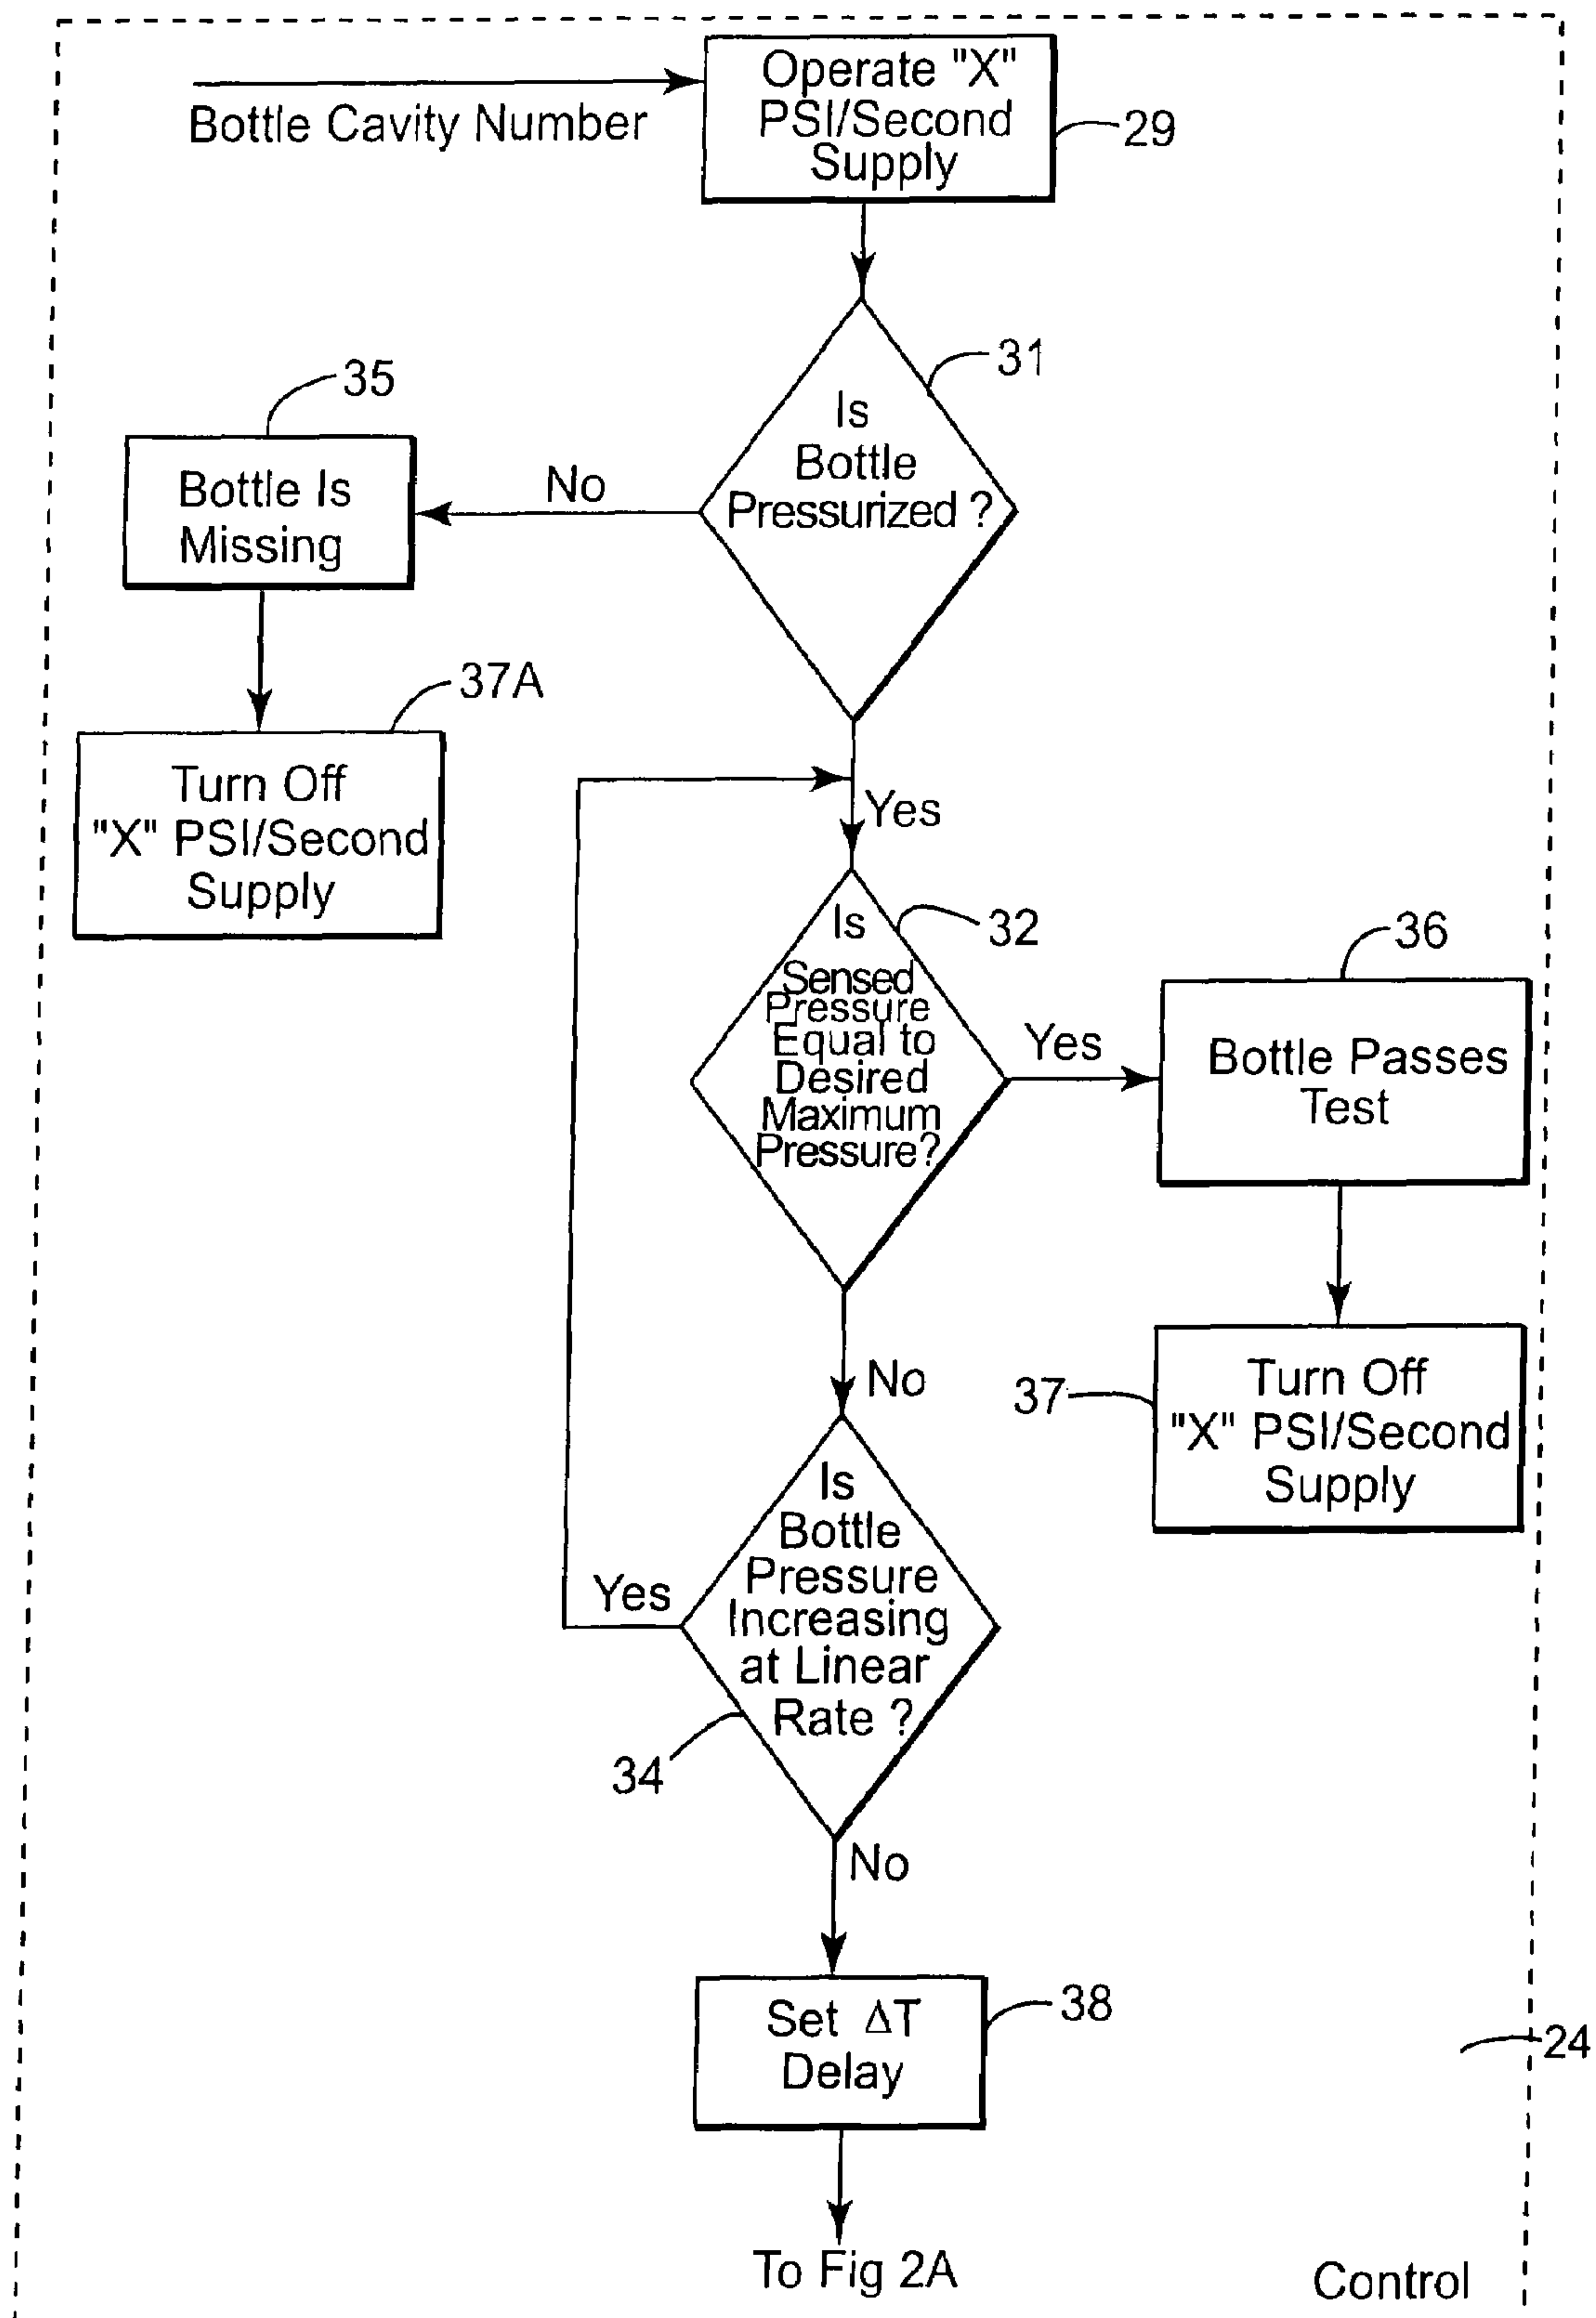 Operate "X"
PSI/Second
Supply
29
Bottle Cavity Number
31
Is
Bottle
Pressurized ?
No
35
Bottle Is
Missing
37A
Turn Off
"X" PSI/Second
Supply
Yes
32
Is
Sensed
Pressure
Equal to
Desired
Maximum
Pressure?
Yes
36
Bottle Passes
Test
37
Turn Off
"X" PSI/Second
Supply
No
Is
Bottle
Pressure
Increasing
at Linear
Rate ?
Yes
34
No
Set ΔT
Delay
38
24
To Fig 2A
Control